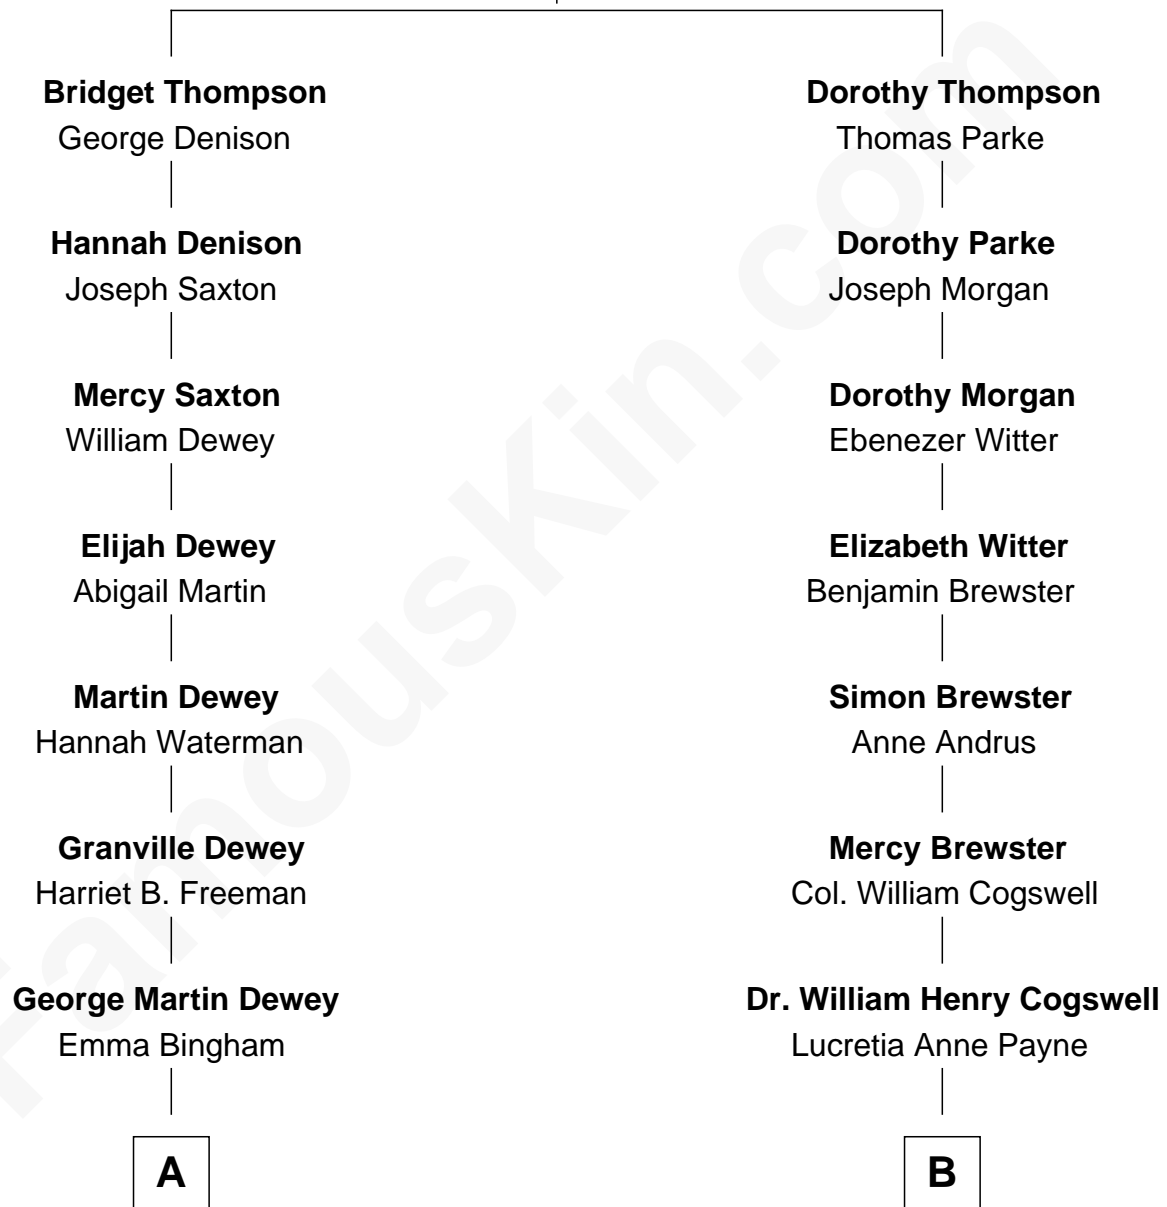 Bridget Thompson
George Denison
Hannah Denison
Joseph Saxton
Mercy Saxton
William Dewey
Elijah Dewey
Abigail Martin
Martin Dewey
Hannah Waterman
Granville Dewey
Harriet B. Freeman
George Martin Dewey
Emma Bingham
A
Dorothy Thompson
Thomas Parke
Dorothy Parke
Joseph Morgan
Dorothy Morgan
Ebenezer Witter
Elizabeth Witter
Benjamin Brewster
Simon Brewster
Anne Andrus
Mercy Brewster
Col. William Cogswell
Dr. William Henry Cogswell
Lucretia Anne Payne
B
FamousKin.com